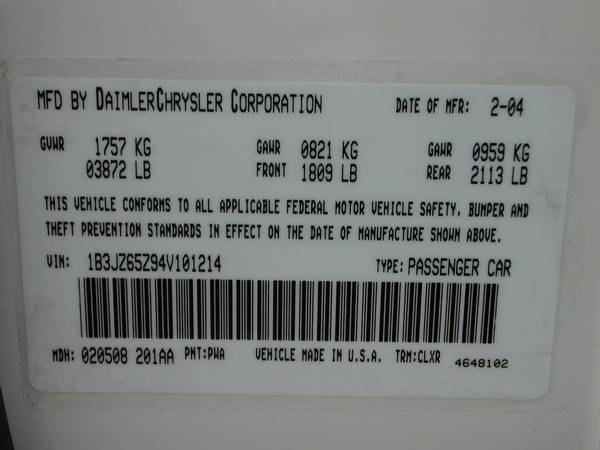 MFD BY DAIMLERCHRYSLER CORPORATION DATE OF MFR: 2-04
GVWR 1757 KG GAWR 0821 KG GAWR 0959 KG
03872 LB FRONT 1809 LB REAR 2113 LB
THIS VEHICLE CONFORMS TO ALL APPLICABLE FEDERAL MOTOR VEHICLE SAFETY, BUMPER AND
THEFT PREVENTION STANDARDS IN EFFECT ON THE DATE OF MANUFACTURE SHOWN ABOVE.
VIN: 1B3JZ65Z94V101214 TYPE: PASSENGER CAR
MDH: 020508 201AA PNT:PWA VEHICLE MADE IN U.S.A. TRM:CLXR 4648102